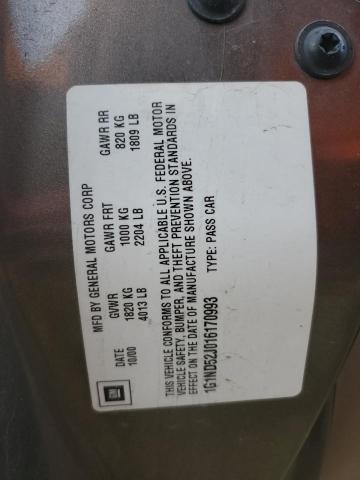 MFD BY GENERAL MOTORS CORP
DATE GVWR GAWR FRT GAWR RR
10/00 1820 KG 1000 KG 820 KG
4013 LB 2204 LB 1809 LB
THIS VEHICLE CONFORMS TO ALL APPLICABLE U.S. FEDERAL MOTOR
VEHICLE SAFETY, BUMPER, AND THEFT PREVENTION STANDARDS IN
EFFECT ON THE DATE OF MANUFACTURE SHOWN ABOVE.
1G1ND52J016170993 TYPE: PASS CAR
GM